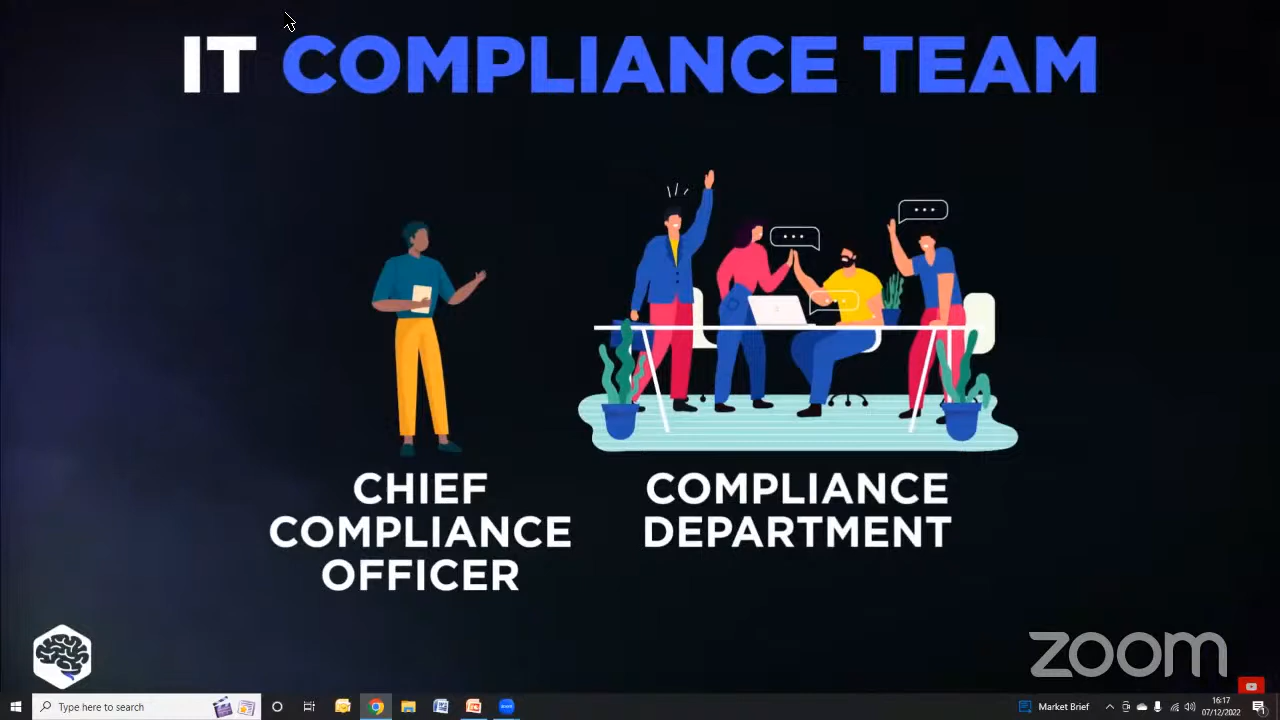 IT COMPLIANCE TEAM
CHIEF
COMPLIANCE
OFFICER
COMPLIANCE
DEPARTMENT
zoom
Type here to search
Market Brief
16:17
07/12/2022